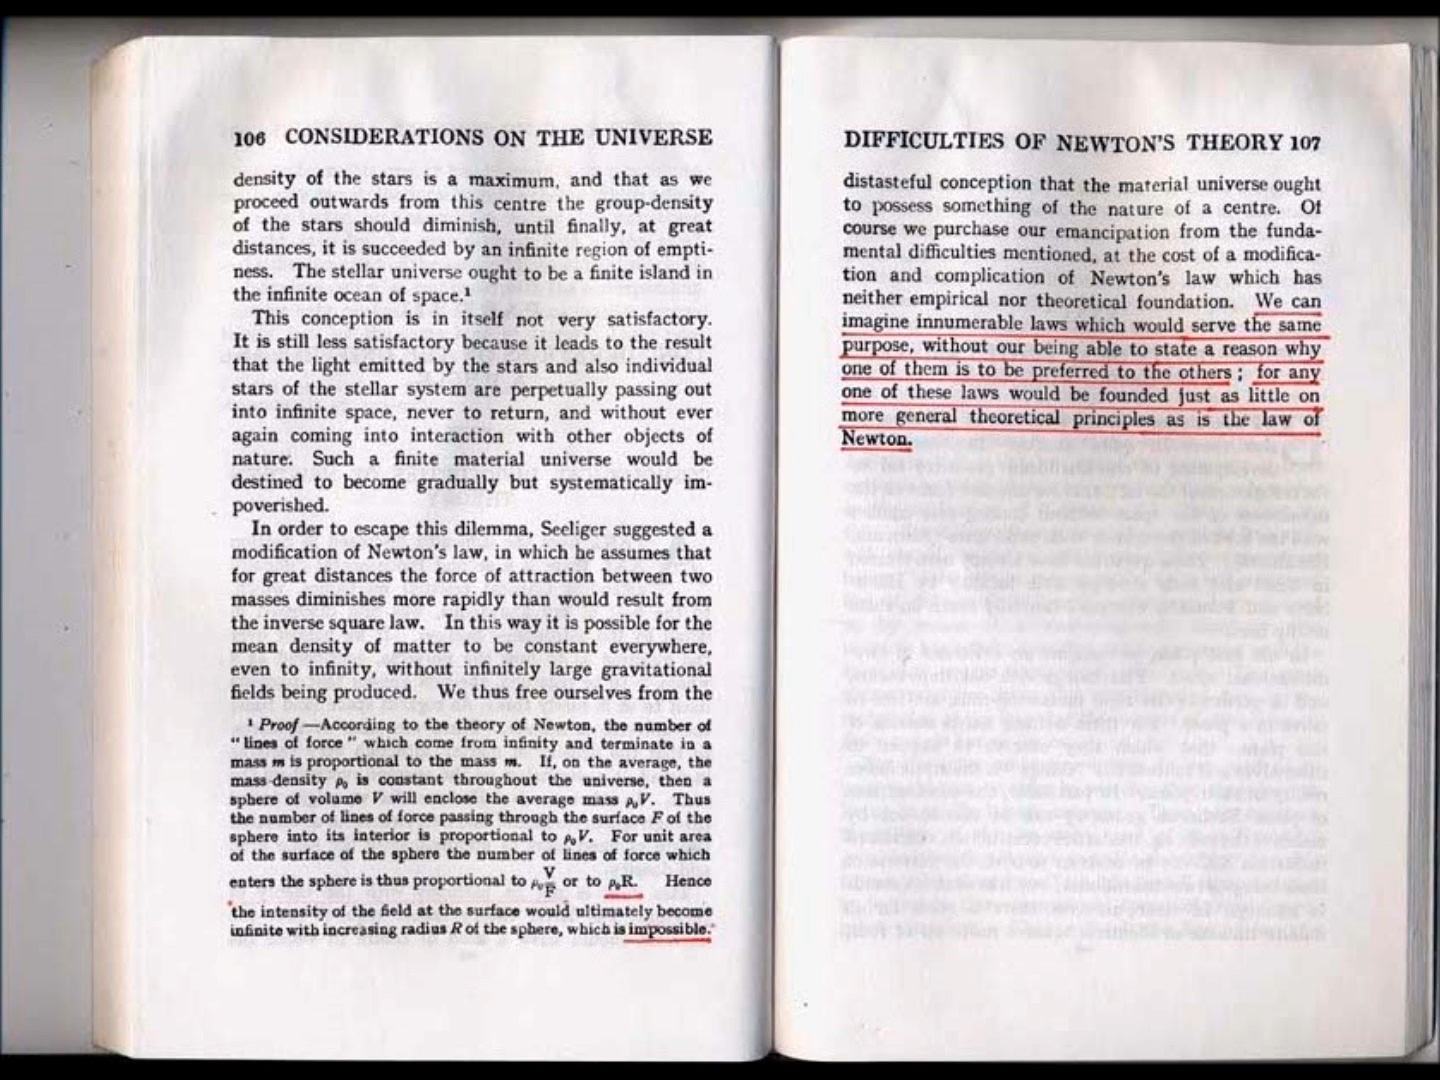 106 CONSIDERATIONS ON THE UNIVERSE
density of the stars is a maximum, and that as we
proceed outwards from this centre the group-density
of the stars should diminish, until finally, at great
distances, it is succeeded by an infinite region of empti-
ness. The stellar universe ought to be a finite island in
the infinite ocean of space.¹
This conception is in itself not very satisfactory.
It is still less satisfactory because it leads to the result
that the light emitted by the stars and also individual
stars of the stellar system are perpetually passing out
into infinite space, never to return, and without ever
again coming into interaction with other objects of
nature. Such a finite material universe would be
destined to become gradually but systematically im-
poverished.
In order to escape this dilemma, Seeliger suggested a
modification of Newton's law, in which he assumes that
for great distances the force of attraction between two
masses diminishes more rapidly than would result from
the inverse square law. In this way it is possible for the
mean density of matter to be constant everywhere,
even to infinity, without infinitely large gravitational
fields being produced. We thus free ourselves from the
¹ Proof—According to the theory of Newton, the number of
"lines of force" which come from infinity and terminate in a
mass m is proportional to the mass m. If, on the average, the
mass-density ρ₀ is constant throughout the universe, then a
sphere of volume V will enclose the average mass ρ₀V. Thus
the number of lines of force passing through the surface F of the
sphere into its interior is proportional to ρ₀V. For unit area
of the surface of the sphere the number of lines of force which
enters the sphere is thus proportional to ρ₀V/F or to ρ₀R. Hence
the intensity of the field at the surface would ultimately become
infinite with increasing radius R of the sphere, which is impossible.
DIFFICULTIES OF NEWTON'S THEORY 107
distasteful conception that the material universe ought
to possess something of the nature of a centre. Of
course we purchase our emancipation from the funda-
mental difficulties mentioned, at the cost of a modifica-
tion and complication of Newton's law which has
neither empirical nor theoretical foundation. We can
imagine innumerable laws which would serve the same
purpose, without our being able to state a reason why
one of them is to be preferred to the others ; for any
one of these laws would be founded just as little on
more general theoretical principles as is the law of
Newton.